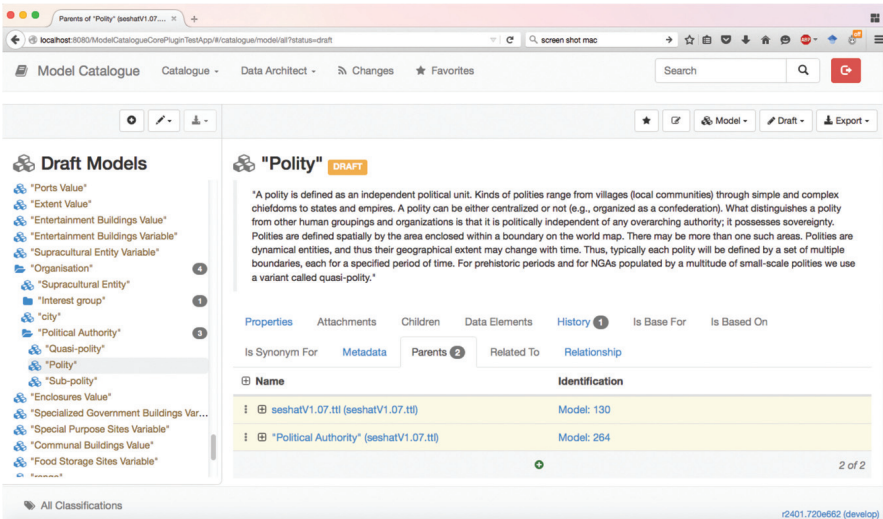 Parents of "Polity" (seshatV1.07....
localhost:8080/ModelCatalogueCorePluginTestApp/#/catalogue/model/all?status=draft
screen shot mac
ABP
off
Model Catalogue
Catalogue
Data Architect
Changes
Favorites
Search
Model
Draft
Export
Draft Models
"Ports Value"
"Extent Value"
"Entertainment Buildings Value"
"Entertainment Buildings Variable"
"Supracultural Entity Variable"
"Organisation" 4
"Supracultural Entity"
"Interest group" 1
"city"
"Political Authority" 3
"Quasi-polity"
"Polity"
"Sub-polity"
"Enclosures Value"
"Specialized Government Buildings Var...
"Special Purpose Sites Variable"
"Communal Buildings Value"
"Food Storage Sites Variable"
"Polity" DRAFT
"A polity is defined as an independent political unit. Kinds of polities range from villages (local communities) through simple and complex
chiefdoms to states and empires. A polity can be either centralized or not (e.g., organized as a confederation). What distinguishes a polity
from other human groupings and organizations is that it is politically independent of any overarching authority; it possesses sovereignty.
Polities are defined spatially by the area enclosed within a boundary on the world map. There may be more than one such areas. Polities are
dynamical entities, and thus their geographical extent may change with time. Thus, typically each polity will be defined by a set of multiple
boundaries, each for a specified period of time. For prehistoric periods and for NGAs populated by a multitude of small-scale polities we use
a variant called quasi-polity."
Properties Attachments Children Data Elements History 1 Is Base For Is Based On
Is Synonym For Metadata Parents 2 Related To Relationship
Name Identification
seshatV1.07.ttl (seshatV1.07.ttl) Model: 130
"Political Authority" (seshatV1.07.ttl) Model: 264
2 of 2
All Classifications
r2401.720e662 (develop)